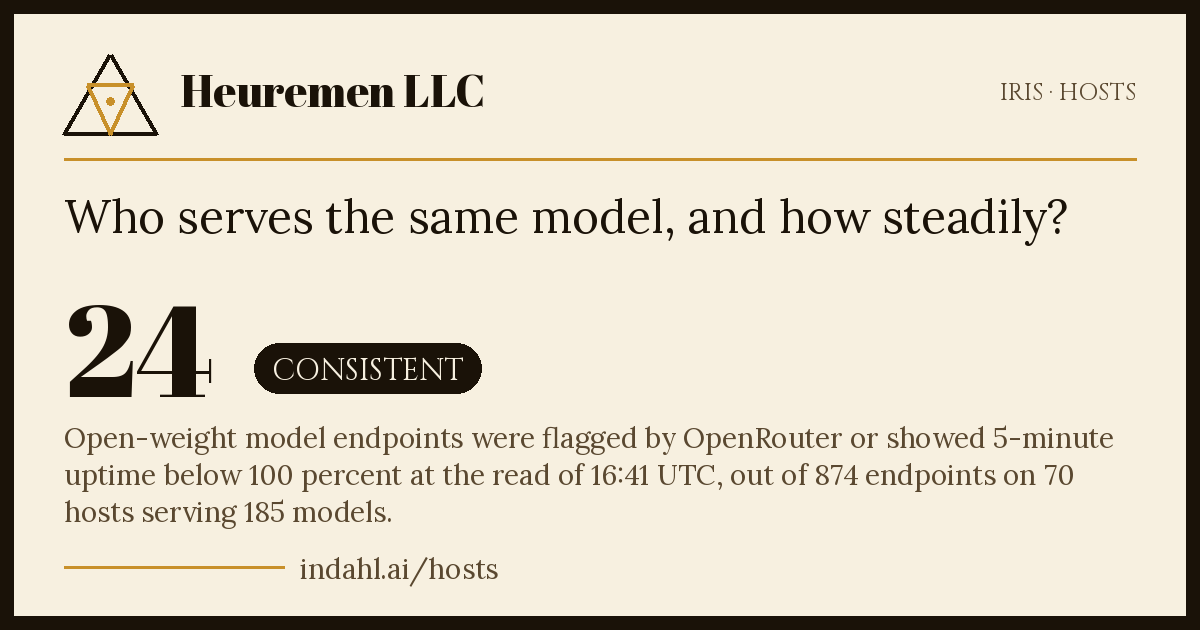 Heuremen LLC
IRIS · HOSTS
Who serves the same model, and how steadily?
24
CONSISTENT
Open-weight model endpoints were flagged by OpenRouter or showed 5-minute
uptime below 100 percent at the read of 16:41 UTC, out of 874 endpoints on 70
hosts serving 185 models.
indahl.ai/hosts